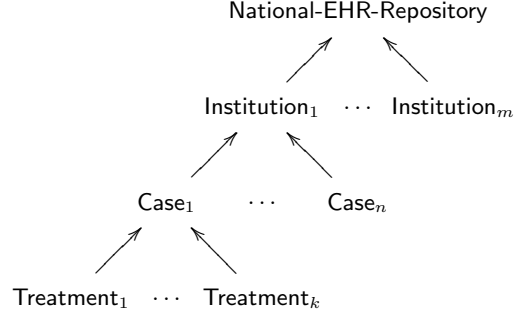 National-EHR-Repository
Institution₁ ··· Institutionₘ
Case₁ ··· Caseₙ
Treatment₁ ··· Treatmentₖ